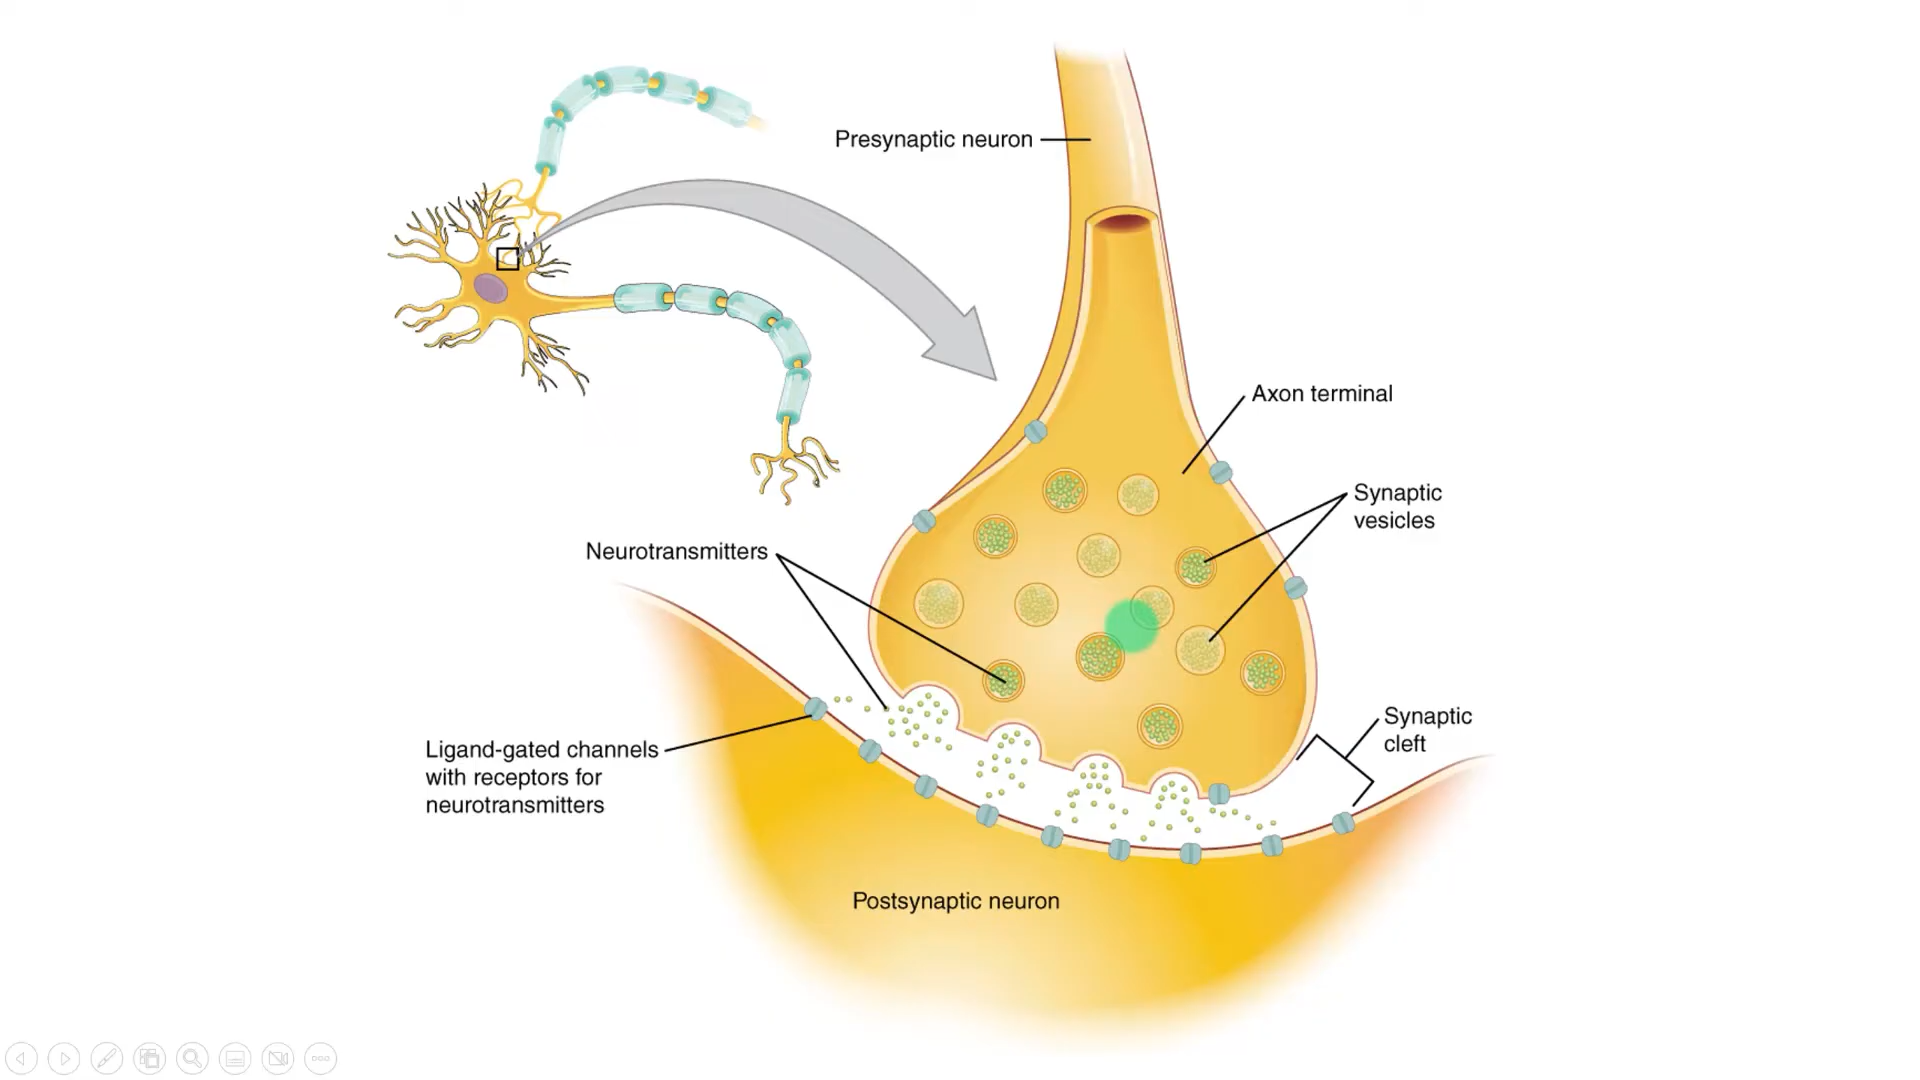 Presynaptic neuron
Axon terminal
Synaptic
vesicles
Neurotransmitters
Synaptic
cleft
Ligand-gated channels
with receptors for
neurotransmitters
Postsynaptic neuron